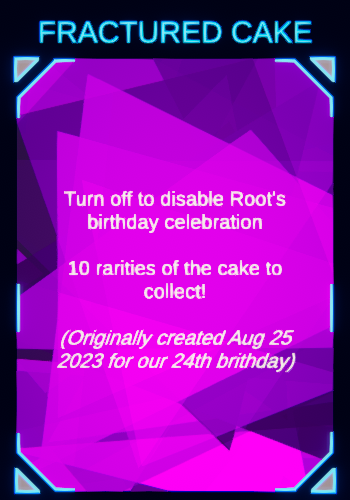 FRACTURED CAKE
Turn off to disable Root's
birthday celebration
10 rarities of the cake to
collect!
(Originally created Aug 25
2023 for our 24th brithday)